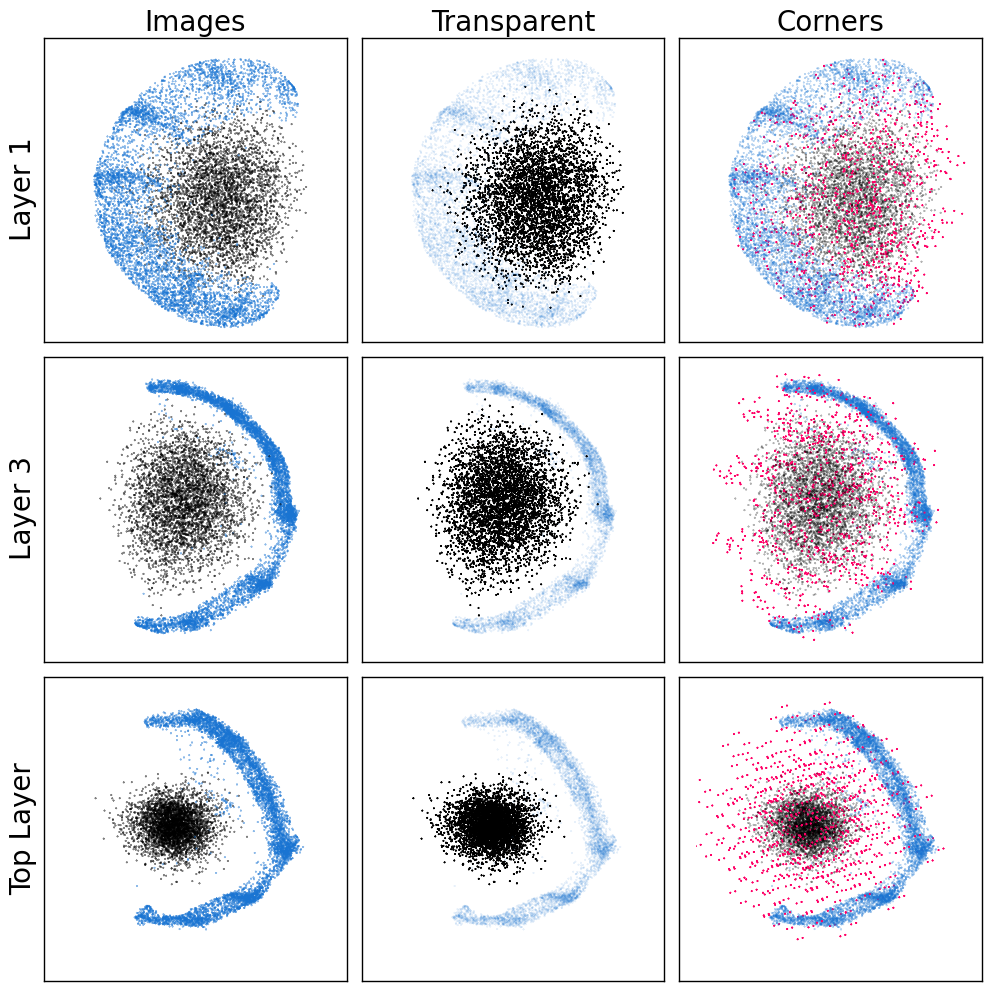 Images
Transparent
Corners
Layer 1
Layer 3
Top Layer